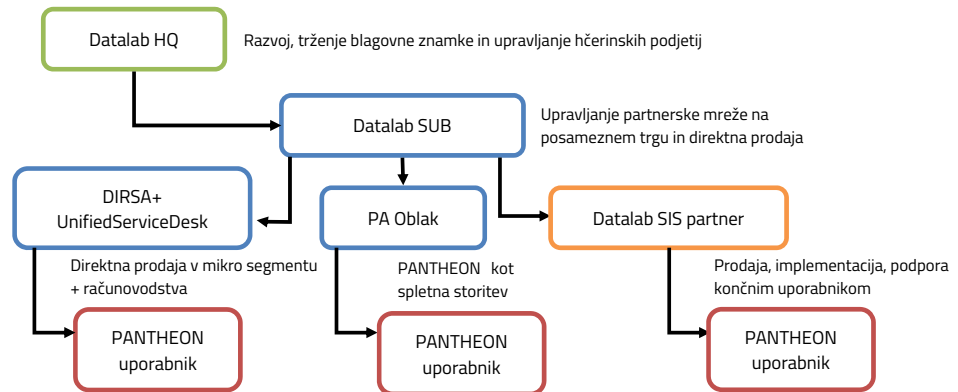 Datalab HQ
Razvoj, trženje blagovne znamke in upravljanje hčerinskih podjetij
Datalab SUB
Upravljanje partnerske mreže na
posameznem trgu in direktna prodaja
DIRSA+
UnifiedServiceDesk
PA Oblak
Datalab SIS partner
Direktna prodaja v mikro segmentu
+ računovodstva
PANTHEON kot
spletna storitev
Prodaja, implementacija, podpora
končnim uporabnikom
PANTHEON
uporabnik
PANTHEON
uporabnik
PANTHEON
uporabnik